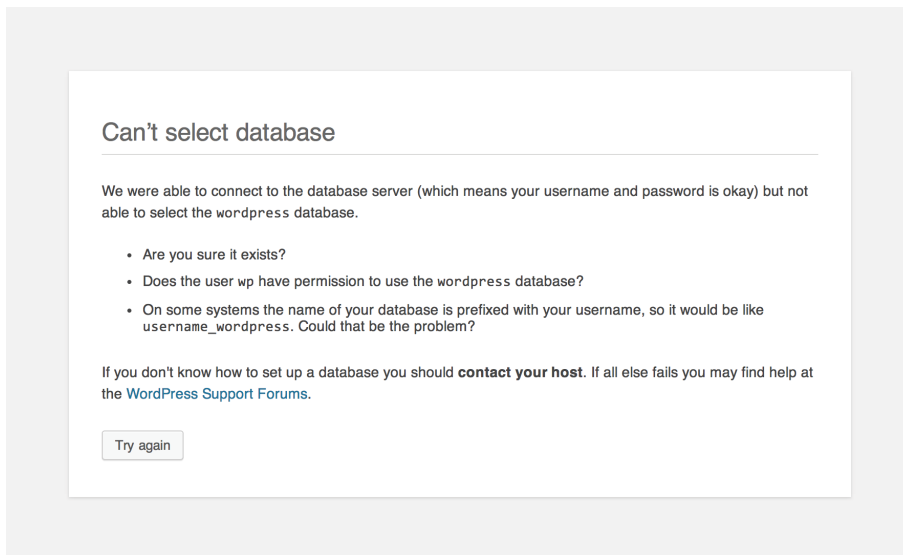 Can’t select database
We were able to connect to the database server (which means your username and password is okay) but not
able to select the wordpress database.
• Are you sure it exists?
• Does the user wp have permission to use the wordpress database?
• On some systems the name of your database is prefixed with your username, so it would be like
username_wordpress. Could that be the problem?
If you don't know how to set up a database you should contact your host. If all else fails you may find help at
the WordPress Support Forums.
Try again